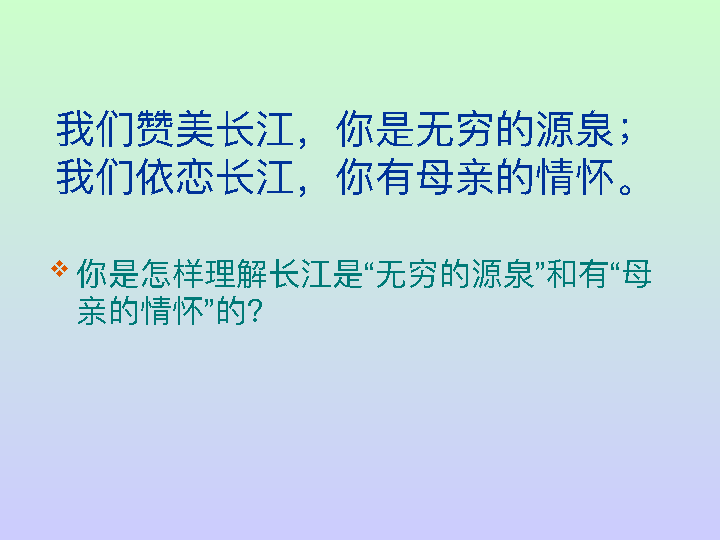 我们赞美长江，你是无穷的源泉；
我们依恋长江，你有母亲的情怀。
你是怎样理解长江是“无穷的源泉”和有“母
亲的情怀”的?